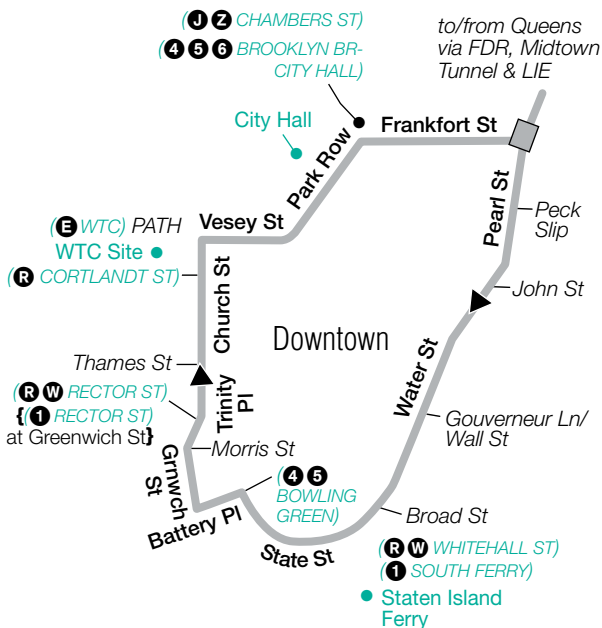 (J Z CHAMBERS ST)
(4 5 6 BROOKLYN BR-
CITY HALL)
to/from Queens
via FDR, Midtown
Tunnel & LIE
City Hall
Park Row
Frankfort St
Pearl St
Peck
Slip
(E WTC) PATH
WTC Site
(R CORTLANDT ST)
Vesey St
Church St
John St
Downtown
Thames St
Water St
(R W RECTOR ST)
{(1 RECTOR ST)
at Greenwich St}
Trinity
Pl
Gouverneur Ln/
Wall St
Morris St
Grnwch
St
(4 5
BOWLING
GREEN)
Battery Pl
State St
Broad St
(R W WHITEHALL ST)
(1 SOUTH FERRY)
Staten Island
Ferry